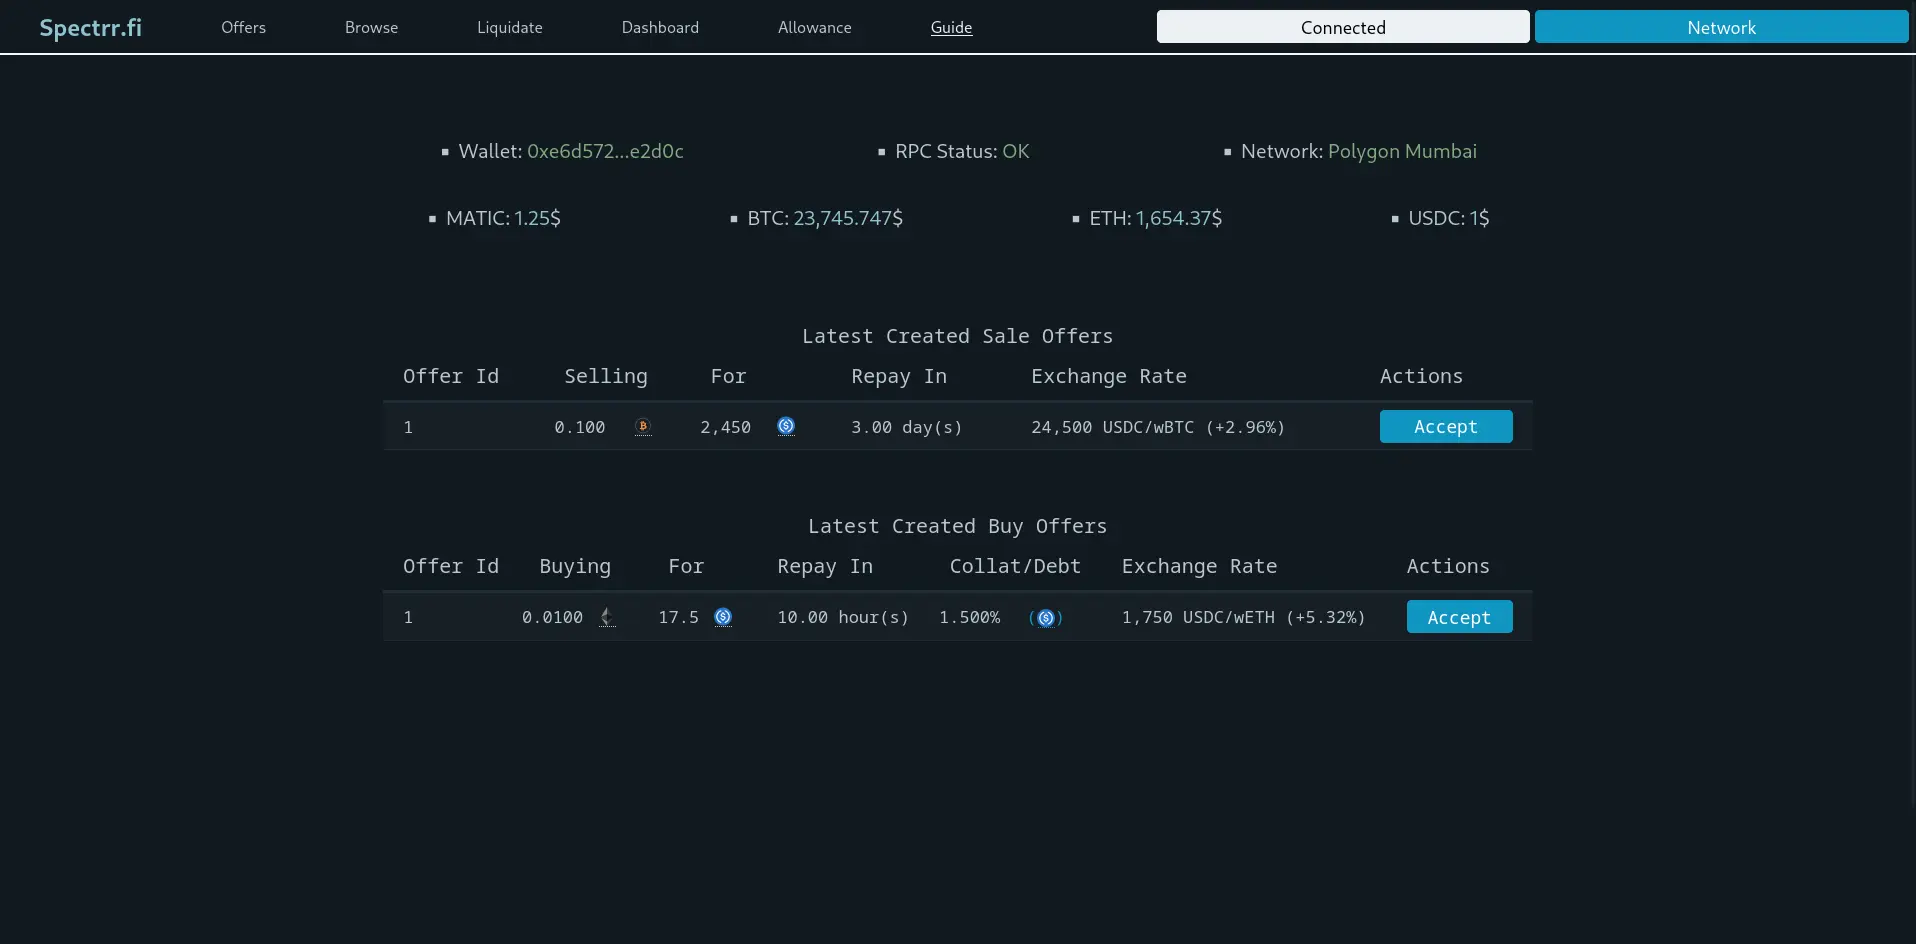 Spectrr.fi Offers Browse Liquidate Dashboard Allowance Guide Connected Network
Wallet: 0xe6d572...e2d0c RPC Status: OK Network: Polygon Mumbai
MATIC: 1.25$ BTC: 23,745.747$ ETH: 1,654.37$ USDC: 1$
Latest Created Sale Offers
Offer Id Selling For Repay In Exchange Rate Actions
1 0.100 2,450 3.00 day(s) 24,500 USDC/wBTC (+2.96%) Accept
Latest Created Buy Offers
Offer Id Buying For Repay In Collat/Debt Exchange Rate Actions
1 0.0100 17.5 10.00 hour(s) 1.500% ( ) 1,750 USDC/wETH (+5.32%) Accept